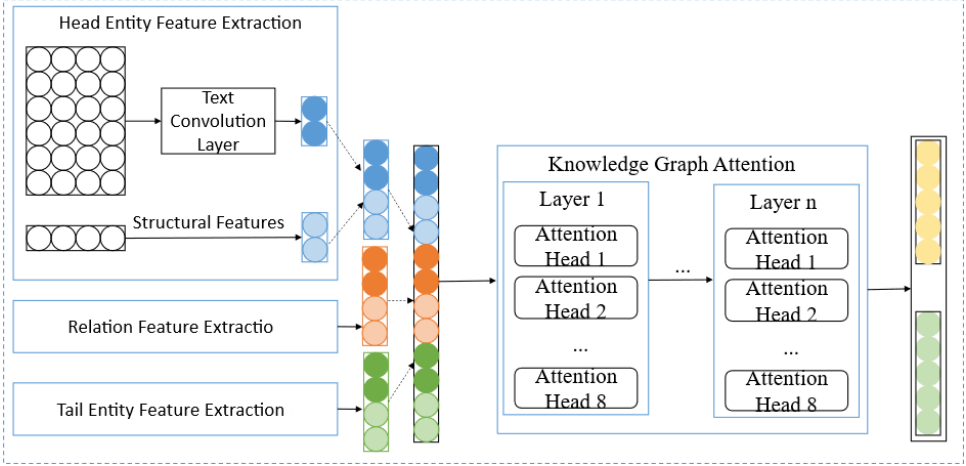 Head Entity Feature Extraction
Text
Convolution
Layer
Structural Features
Relation Feature Extractio
Tail Entity Feature Extraction
Knowledge Graph Attention
Layer 1
Attention
Head 1
Attention
Head 2
...
Attention
Head 8
...
Layer n
Attention
Head 1
Attention
Head 2
...
Attention
Head 8